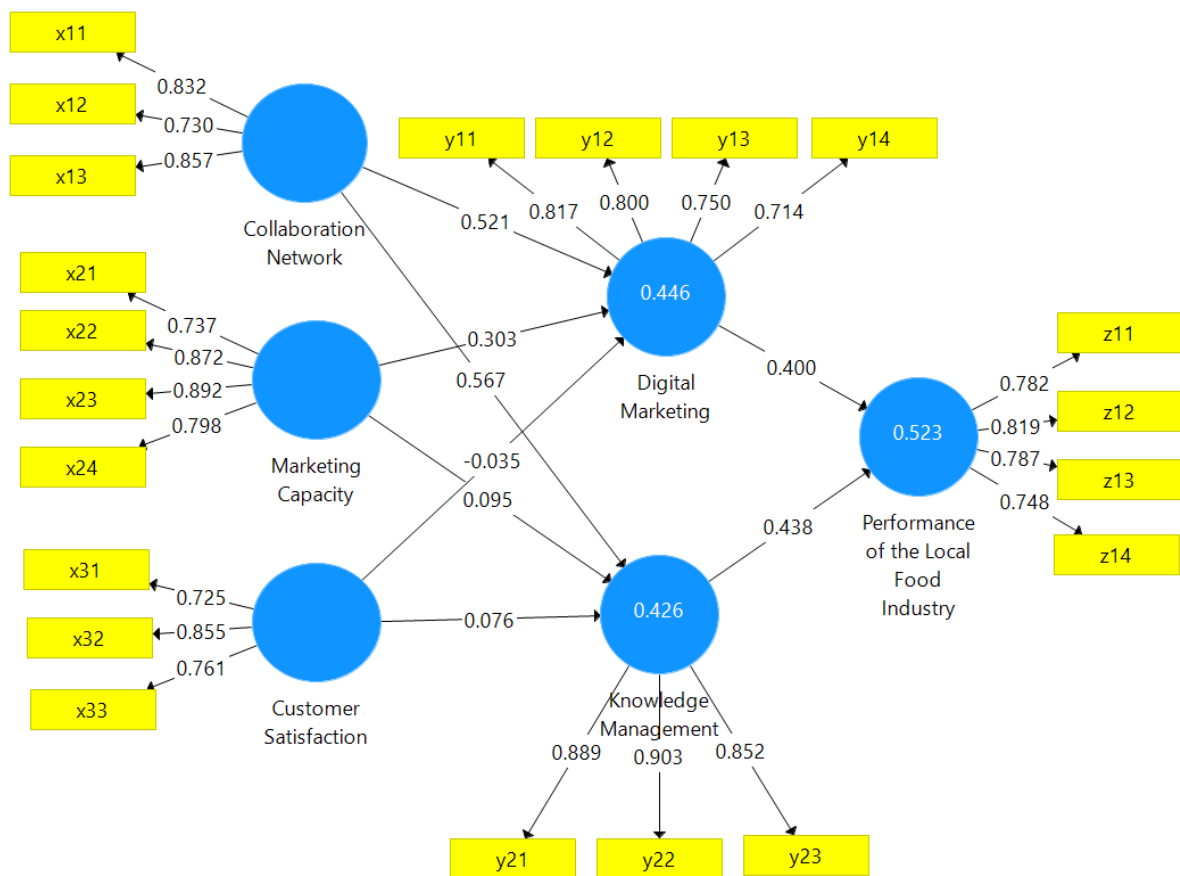 x11
0.832
x12
0.730
x13
0.857
Collaboration
Network
x21
0.737
x22
0.872
x23
0.892
x24
0.798
Marketing
Capacity
x31
0.725
x32
0.855
x33
0.761
Customer
Satisfaction
0.521
0.303
0.567
-0.035
0.095
0.076
y11
y12
y13
y14
0.817
0.800
0.750
0.714
0.446
Digital
Marketing
0.400
0.426
Knowledge
Management
0.438
0.889
0.903
0.852
y21
y22
y23
0.523
Performance
of the Local
Food
Industry
z11
0.782
z12
0.819
0.787
z13
0.748
z14